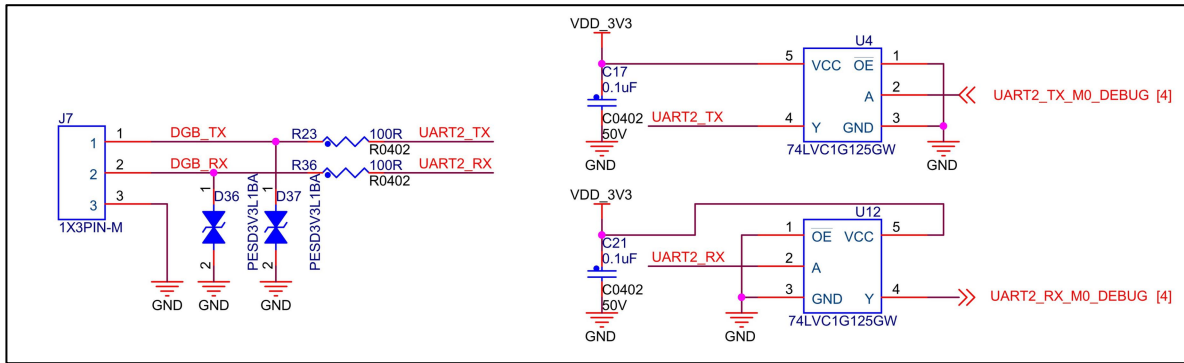 J7
1
2
3
1
2
3
1X3PIN-M
GND
DGB_TX
DGB_RX
R23
100R
R0402
UART2_TX
R36
100R
R0402
UART2_RX
1
D36
2
PESD3V3L1BA
GND
1
D37
2
PESD3V3L1BA
GND
VDD_3V3
C17
0.1uF
C0402
50V
GND
UART2_TX
U4
5
VCC
OE
1
A
2
4
Y
GND
3
74LVC1G125GW
GND
UART2_TX_M0_DEBUG [4]
VDD_3V3
C21
0.1uF
C0402
50V
GND
UART2_RX
U12
1
OE
VCC
5
2
A
3
GND
Y
4
74LVC1G125GW
GND
UART2_RX_M0_DEBUG [4]